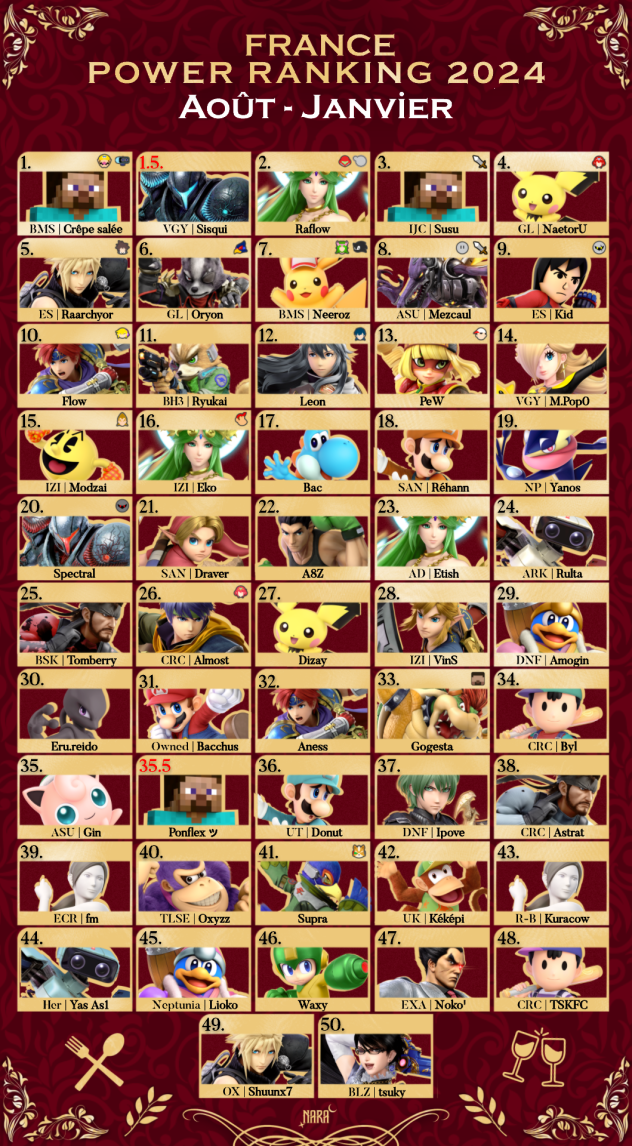 FRANCE
POWER RANKING 2024
AOÛT - JANVIER
1.
BMS | Crêpe salée
1.5.
VGY | Sisqui
2.
Raflow
3.
IJC | Susu
4.
GL | NaetorU
5.
ES | Raarchyor
6.
GL | Oryon
7.
BMS | Neeroz
8.
ASU | Mezcaul
9.
ES | Kid
10.
Flow
11.
BH3 | Ryukai
12.
Leon
13.
PeW
14.
VGY | M.Pop0
15.
IZI | Modzai
16.
IZI | Eko
17.
Bac
18.
SAN | Réhann
19.
NP | Yanos
20.
Spectral
21.
SAN | Draver
22.
A8Z
23.
AD | Etish
24.
ARK | Rulta
25.
BSK | Tomberry
26.
CRC | Almost
27.
Dizay
28.
IZI | VinS
29.
DNF | Amogin
30.
Eru.reido
31.
Owned | Bacchus
32.
Aness
33.
Gogesta
34.
CRC | Byl
35.
ASU | Gin
35.5
Ponflex ツ
36.
UT | Donut
37.
DNF | Ipove
38.
CRC | Astrat
39.
ECR | fm
40.
TLSE | Oxyzz
41.
Supra
42.
UK | Kéképi
43.
R-B | Kuracow
44.
Her | Yas As1
45.
Neptunia | Lioko
46.
Waxy
47.
EXA | Noko'
48.
CRC | TSKFC
49.
OX | Shuunx7
50.
BLZ | tsuky
NARA